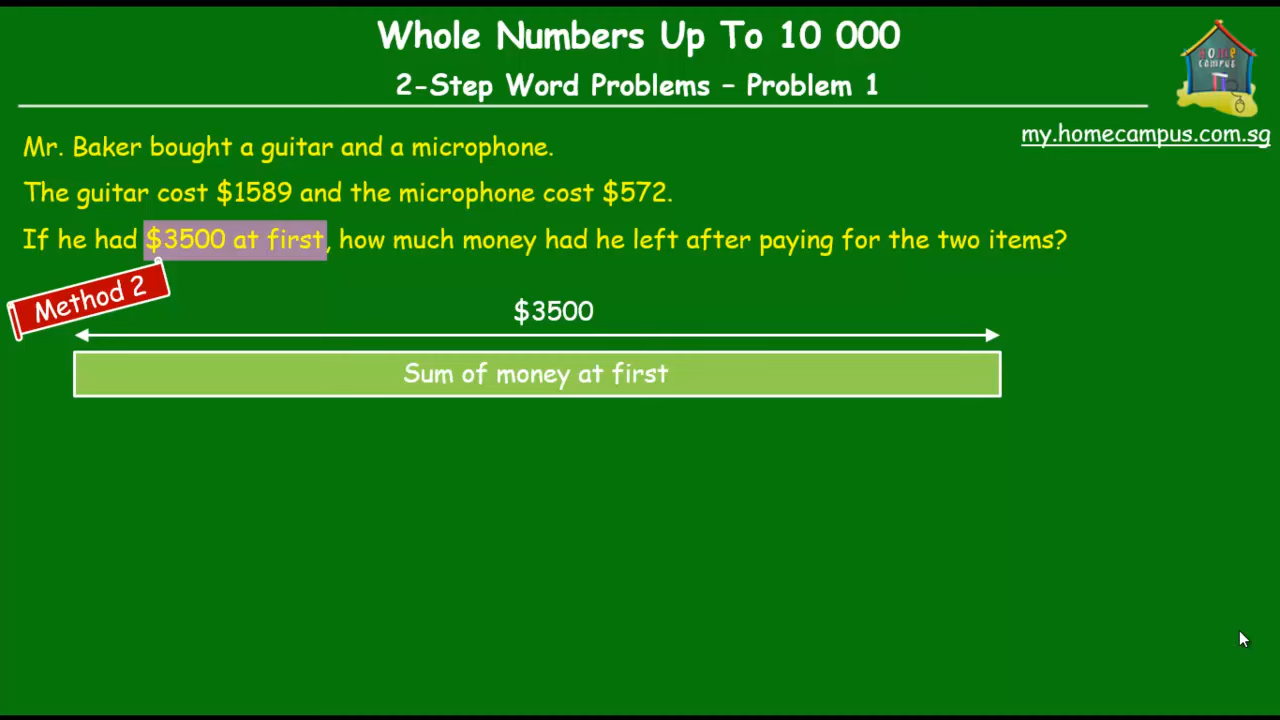 Whole Numbers Up To 10 000
2-Step Word Problems – Problem 1
HOME
CAMPUS
my.homecampus.com.sg
Mr. Baker bought a guitar and a microphone.
The guitar cost $1589 and the microphone cost $572.
If he had $3500 at first, how much money had he left after paying for the two items?
Method 2
$3500
Sum of money at first